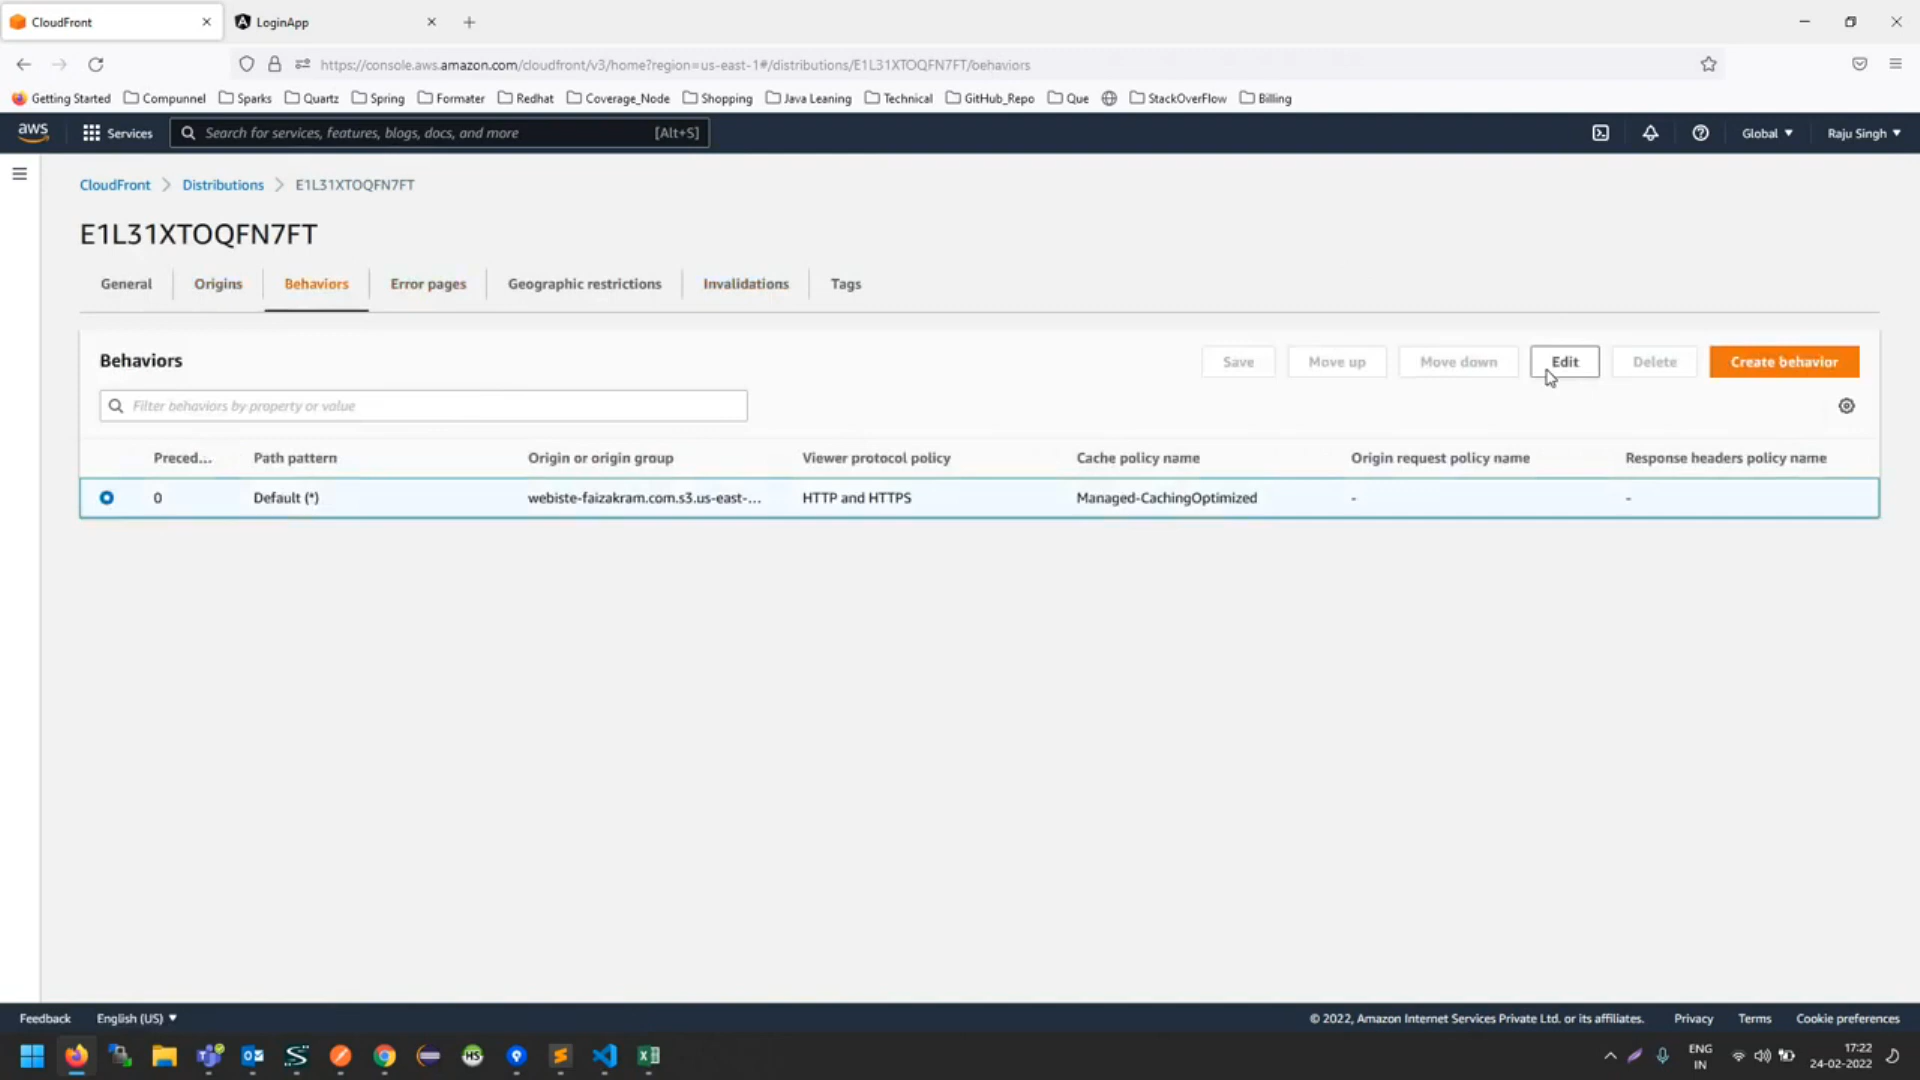 CloudFront
LoginApp
https://console.aws.amazon.com/cloudfront/v3/home?region=us-east-1#/distributions/E1L31XTOQFN7FT/behaviors
Getting Started Compunnel Sparks Quartz Spring Formater Redhat Coverage_Node Shopping Java Leaning Technical GitHub_Repo Que StackOverFlow Billing
aws Services Search for services, features, blogs, docs, and more [Alt+S] Global Raju Singh
CloudFront Distributions E1L31XTOQFN7FT
E1L31XTOQFN7FT
General Origins Behaviors Error pages Geographic restrictions Invalidations Tags
Behaviors Save Move up Move down Edit Delete Create behavior
Filter behaviors by property or value
Preced... Path pattern Origin or origin group Viewer protocol policy Cache policy name Origin request policy name Response headers policy name
0 Default (*) webiste-faizakram.com.s3.us-east-... HTTP and HTTPS Managed-CachingOptimized - -
Feedback English (US) © 2022, Amazon Internet Services Private Ltd. or its affiliates. Privacy Terms Cookie preferences
HS
ENG
IN
17:22
24-02-2022